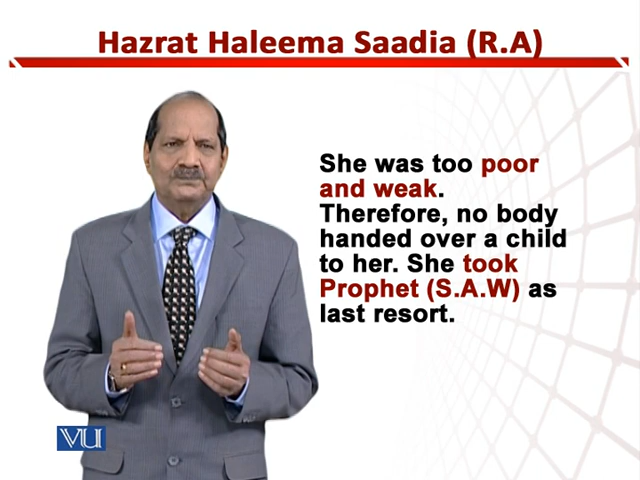 Hazrat Haleema Saadia (R.A)
She was too poor
and weak.
Therefore, no body
handed over a child
to her. She took
Prophet (S.A.W) as
last resort.
VU